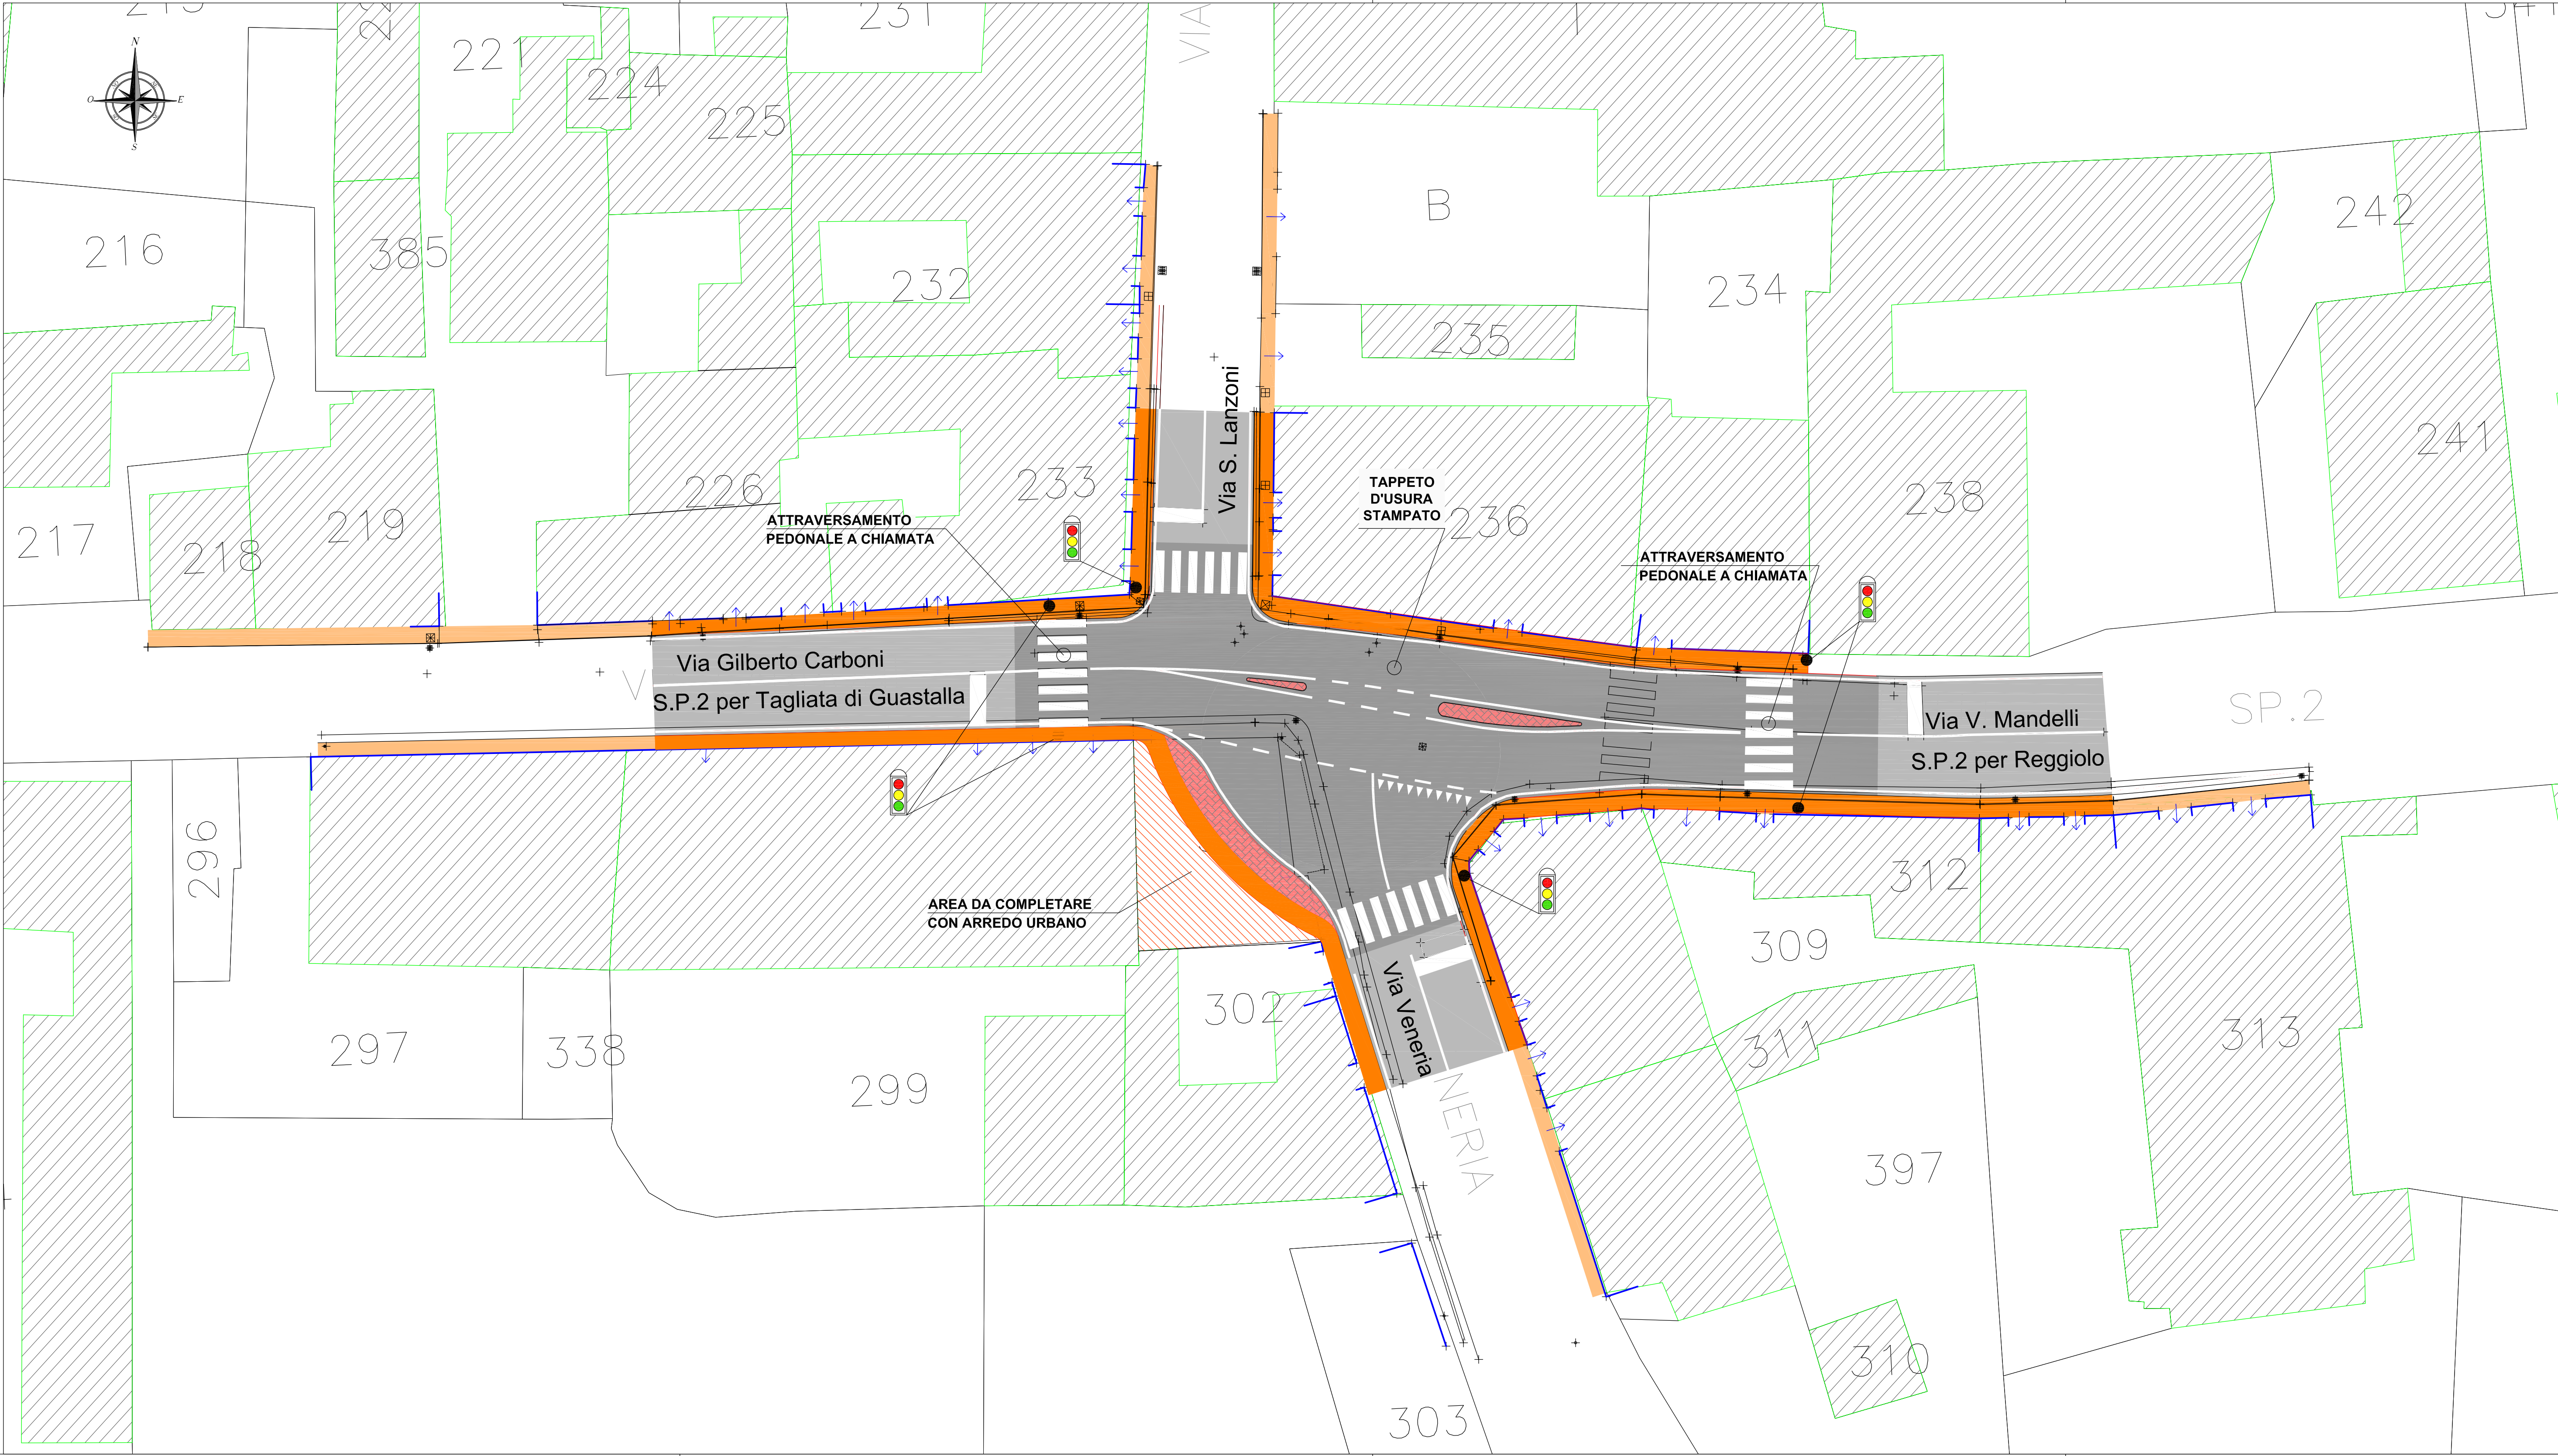 231
VIA
N
O
E
S
221
224
225
216
385
232
B
242
234
235
241
226
233
TAPPETO
D'USURA
STAMPATO
236
238
Via S. Lanzoni
217
218
219
ATTRAVERSAMENTO
PEDONALE A CHIAMATA
ATTRAVERSAMENTO
PEDONALE A CHIAMATA
V
Via Gilberto Carboni
S.P.2 per Tagliata di Guastalla
SP.2
Via V. Mandelli
S.P.2 per Reggiolo
296
AREA DA COMPLETARE
CON ARREDO URBANO
312
309
302
Via Veneria
NERIA
297
338
299
311
313
397
310
303